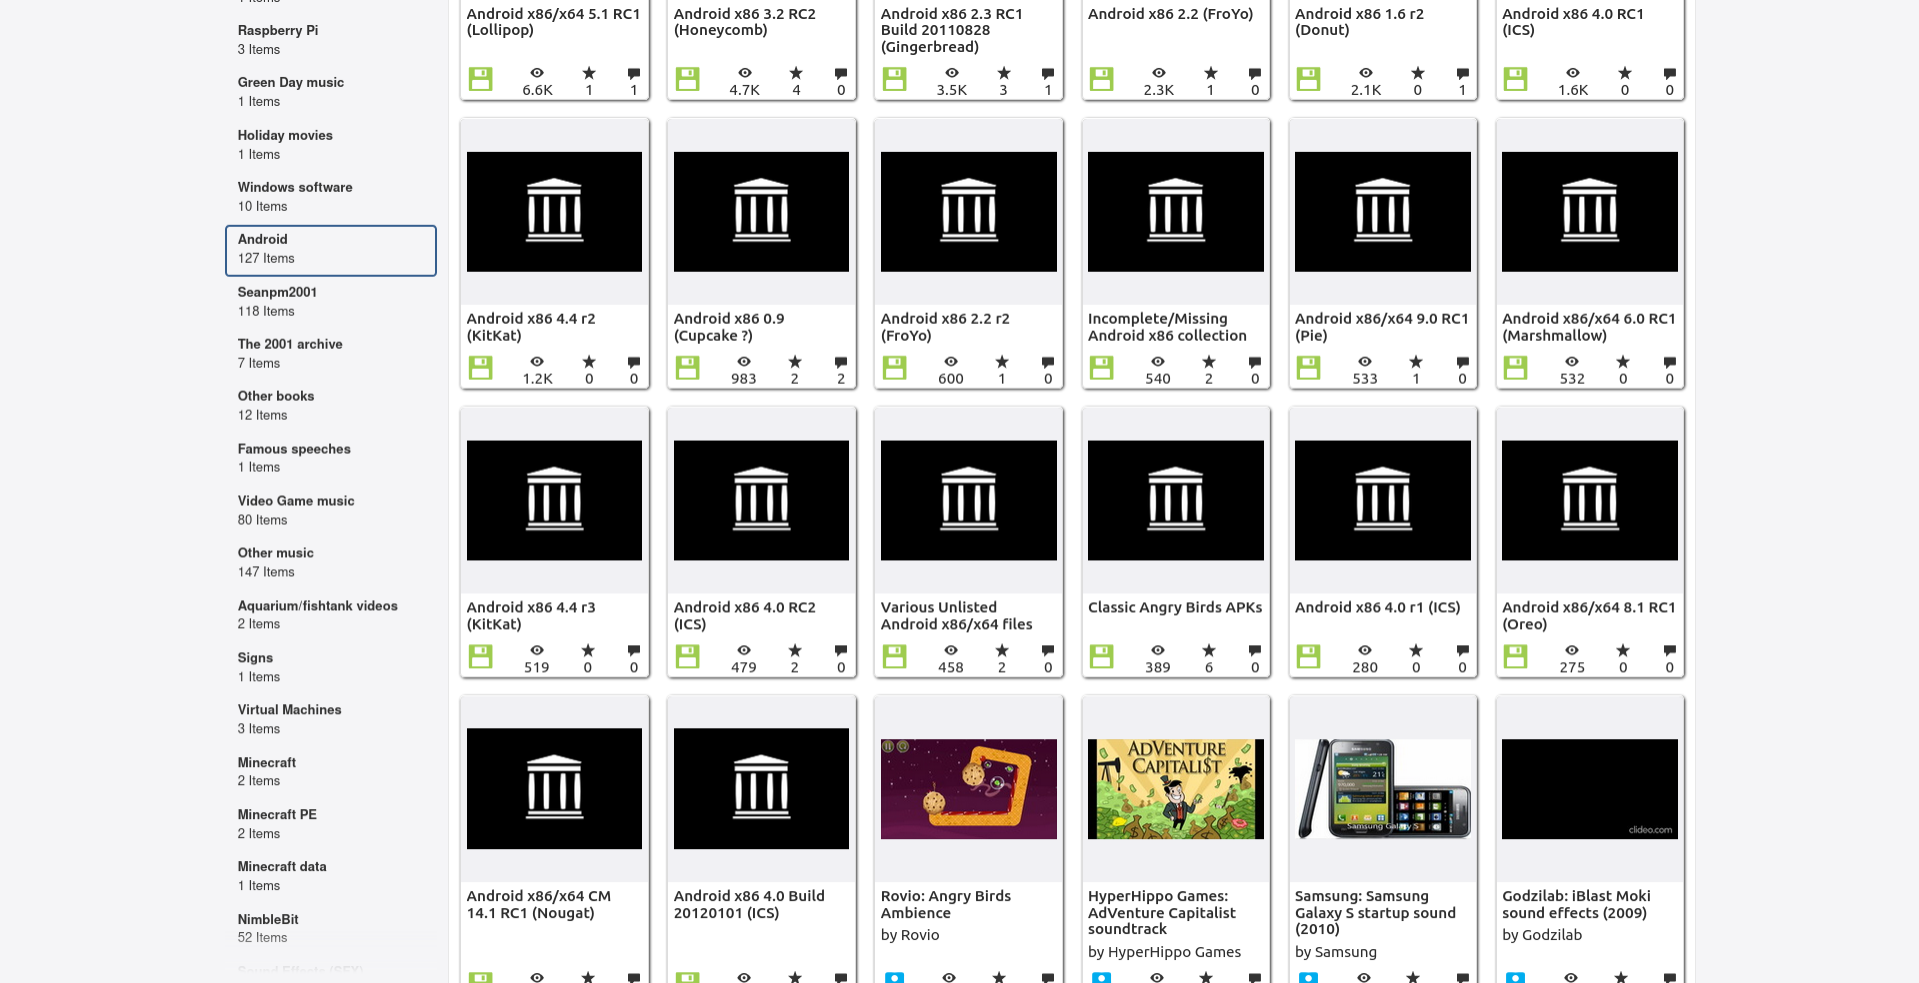 Raspberry Pi
3 Items
Green Day music
1 Items
Holiday movies
1 Items
Windows software
10 Items
Android
127 Items
Seanpm2001
118 Items
The 2001 archive
7 Items
Other books
12 Items
Famous speeches
1 Items
Video Game music
80 Items
Other music
147 Items
Aquarium/fishtank videos
2 Items
Signs
1 Items
Virtual Machines
3 Items
Minecraft
2 Items
Minecraft PE
2 Items
Minecraft data
1 Items
NimbleBit
52 Items
Android x86/x64 5.1 RC1
(Lollipop)
6.6K 1 1
Android x86 3.2 RC2
(Honeycomb)
4.7K 4 0
Android x86 2.3 RC1
Build 20110828
(Gingerbread)
3.5K 3 1
Android x86 2.2 (FroYo)
2.3K 1 0
Android x86 1.6 r2
(Donut)
2.1K 0 1
Android x86 4.0 RC1
(ICS)
1.6K 0 0
Android x86 4.4 r2
(KitKat)
1.2K 0 0
Android x86 0.9
(Cupcake ?)
983 2 2
Android x86 2.2 r2
(FroYo)
600 1 0
Incomplete/Missing
Android x86 collection
540 2 0
Android x86/x64 9.0 RC1
(Pie)
533 1 0
Android x86/x64 6.0 RC1
(Marshmallow)
532 0 0
Android x86 4.4 r3
(KitKat)
519 0 0
Android x86 4.0 RC2
(ICS)
479 2 0
Various Unlisted
Android x86/x64 files
458 2 0
Classic Angry Birds APKs
389 6 0
Android x86 4.0 r1 (ICS)
280 0 0
Android x86/x64 8.1 RC1
(Oreo)
275 0 0
Android x86/x64 CM
14.1 RC1 (Nougat)
Android x86 4.0 Build
20120101 (ICS)
Rovio: Angry Birds
Ambience
by Rovio
ADVENTURE
CAPITALI$T
HyperHippo Games:
AdVenture Capitalist
soundtrack
by HyperHippo Games
Samsung Galaxy S
Samsung: Samsung
Galaxy S startup sound
(2010)
by Samsung
clideo.com
Godzilab: iBlast Moki
sound effects (2009)
by Godzilab